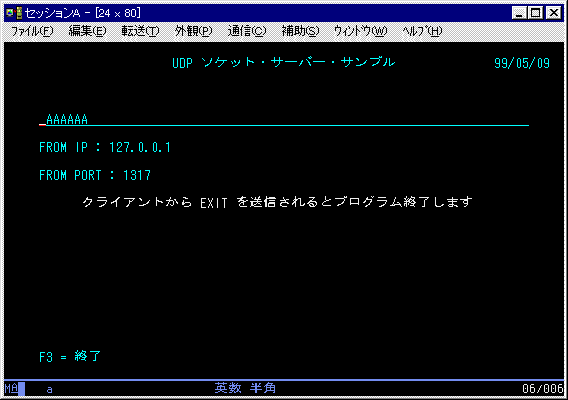 セッションA - [24 × 80]
ファイル(F) 編集(E) 転送(T) 外観(P) 通信(C) 補助(S) ウィンドウ(W) ヘルプ(H)
UDP ソケット・サーバー・サンプル 99/05/09
_AAAAAA
FROM IP : 127.0.0.1
FROM PORT : 1317
クライアントから EXIT を送信されるとプログラム終了します
F3 = 終了
MA a 英数 半角 06/006